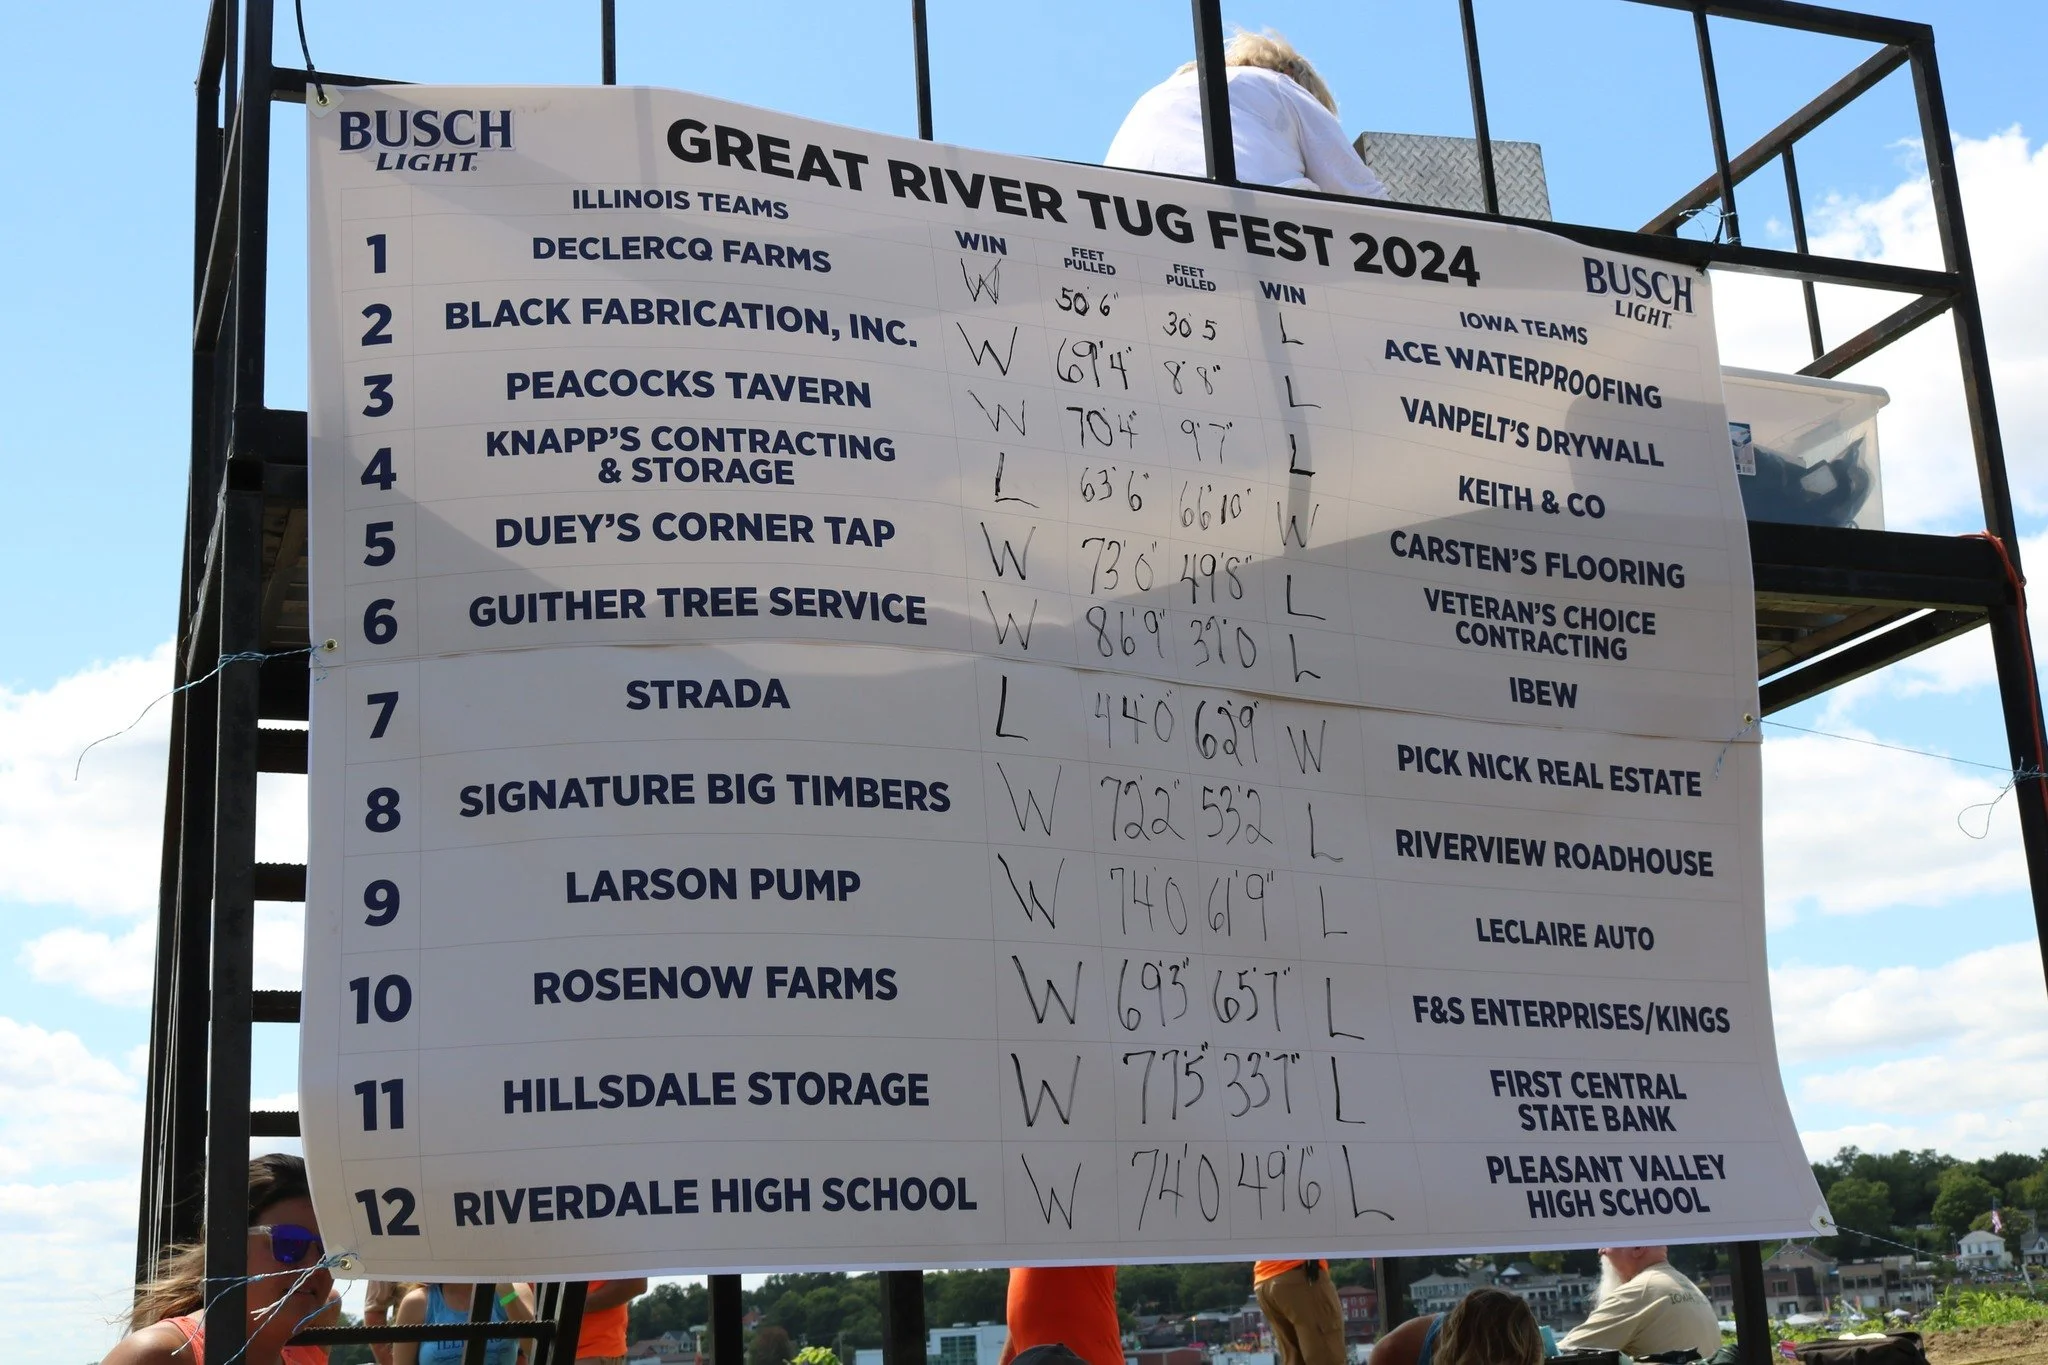 BUSCH
LIGHT.
GREAT RIVER TUG FEST 2024
BUSCH
LIGHT.
ILLINOIS TEAMS
WIN
FEET PULLED
FEET PULLED
WIN
IOWA TEAMS
1 DECLERCQ FARMS W 50' 6" 30' 5 L ACE WATERPROOFING
2 BLACK FABRICATION, INC. W 69'4" 8'8" L VANPELT'S DRYWALL
3 PEACOCKS TAVERN W 70'4" 9'7" L KEITH & CO
4 KNAPP'S CONTRACTING
& STORAGE L 63'6" 66'10" W CARSTEN'S FLOORING
5 DUEY'S CORNER TAP W 73'0" 49'8" L VETERAN'S CHOICE
CONTRACTING
6 GUITHER TREE SERVICE W 86'9" 37'0 L IBEW
7 STRADA L 44'0" 62'9" W PICK NICK REAL ESTATE
8 SIGNATURE BIG TIMBERS W 72'2" 53'2 L RIVERVIEW ROADHOUSE
9 LARSON PUMP W 74'0 61'9" L LECLAIRE AUTO
10 ROSENOW FARMS W 69'3" 65'7" L F&S ENTERPRISES/KINGS
11 HILLSDALE STORAGE W 77'5" 33'7" L FIRST CENTRAL
STATE BANK
12 RIVERDALE HIGH SCHOOL W 74'0 49'6" L PLEASANT VALLEY
HIGH SCHOOL